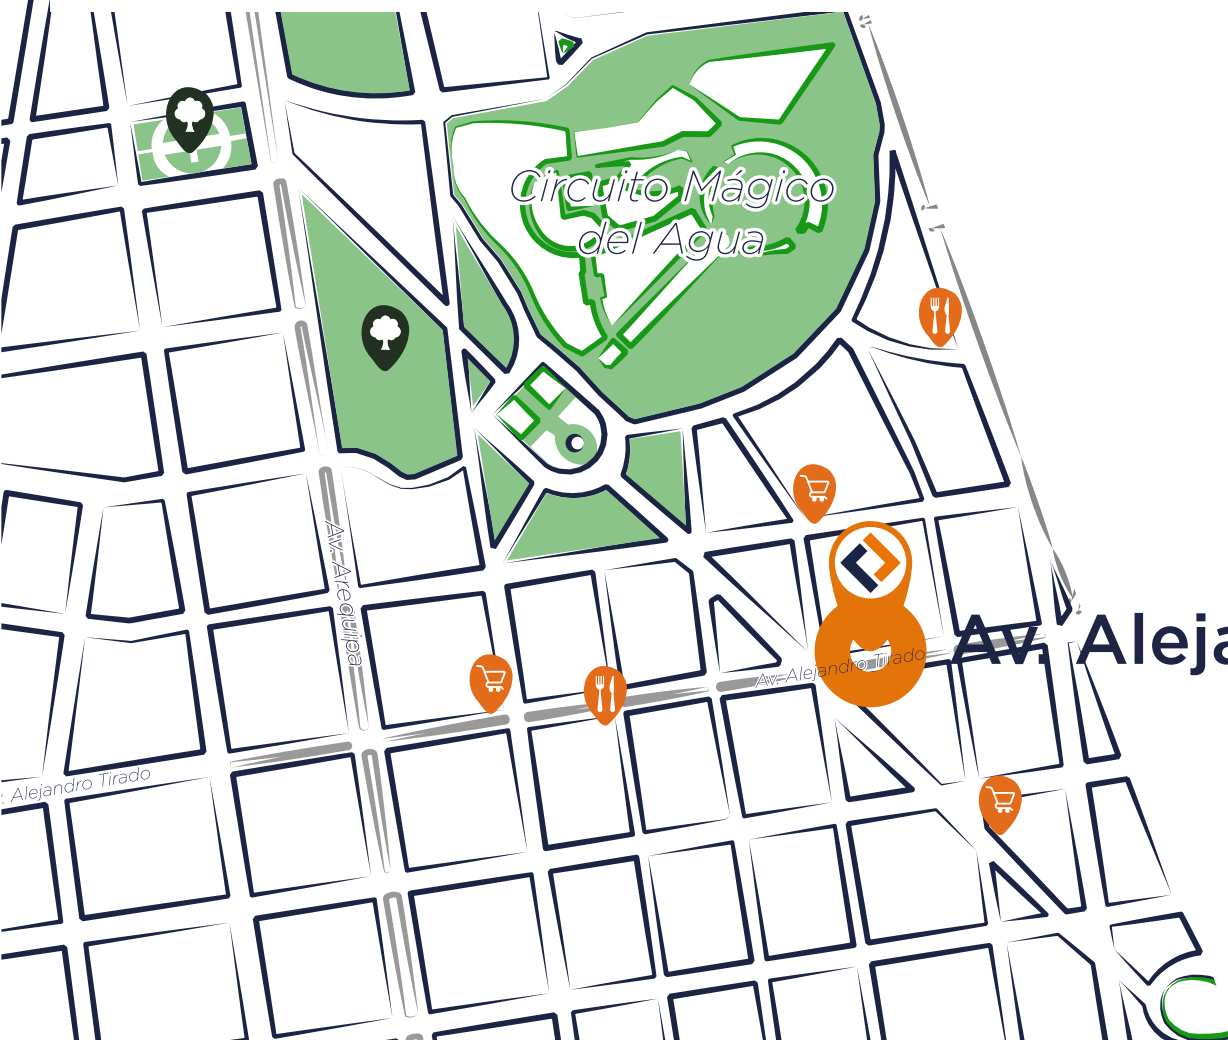 Circuito Mágico
del Agua
Av. Arequipa
Av. Aleja
Av. Alejandro Tirado
. Alejandro Tirado